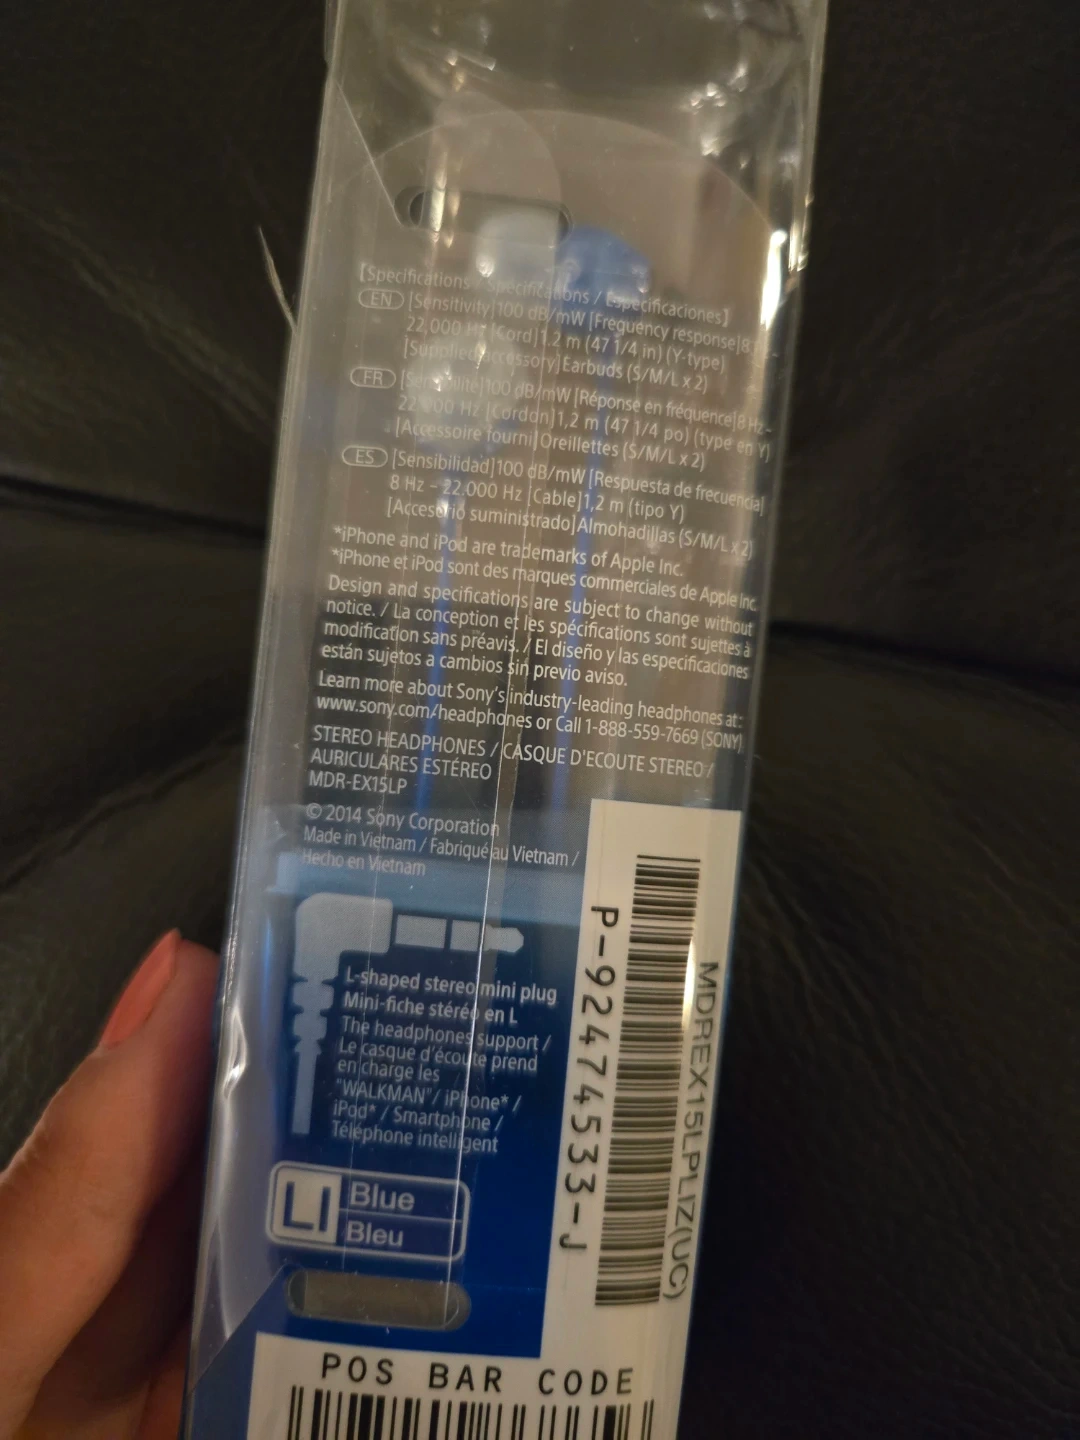 [Specifications / Spécifications / Especificaciones]
EN [Sensitivity] 100 dB/mW [Frequency response] 8
22,000 Hz [Cord] 1.2 m (47 1/4 in) (Y-type)
[Supplied accessory] Earbuds (S/M/L x 2)
FR [Sensibilité] 100 dB/mW [Réponse en fréquence] 8 Hz –
22 000 Hz [Cordon] 1,2 m (47 1/4 po) (type en Y)
[Accessoire fourni] Oreillettes (S/M/L x 2)
ES [Sensibilidad] 100 dB/mW [Respuesta de frecuencia]
8 Hz – 22.000 Hz [Cable] 1,2 m (tipo Y)
[Accesorio suministrado] Almohadillas (S/M/L x 2)
*iPhone and iPod are trademarks of Apple Inc.
*iPhone et iPod sont des marques commerciales de Apple Inc.
Design and specifications are subject to change without
notice. / La conception et les spécifications sont sujettes à
modification sans préavis. / El diseño y las especificaciones
están sujetos a cambios sin previo aviso.
Learn more about Sony's industry-leading headphones at:
www.sony.com/headphones or Call 1-888-559-7669 (SONY)
STEREO HEADPHONES / CASQUE D'ECOUTE STEREO /
AURICULARES ESTÉREO
MDR-EX15LP
© 2014 Sony Corporation
Made in Vietnam / Fabriqué au Vietnam /
Hecho en Vietnam
L-shaped stereo mini plug
Mini-fiche stéréo en L
The headphones support /
Le casque d'écoute prend
en charge les
"WALKMAN" / iPhone* /
iPod* / Smartphone /
Téléphone intelligent
LI Blue
Bleu
P-92474533-J
MDREX15LPLIZ(UC)
POS BAR CODE